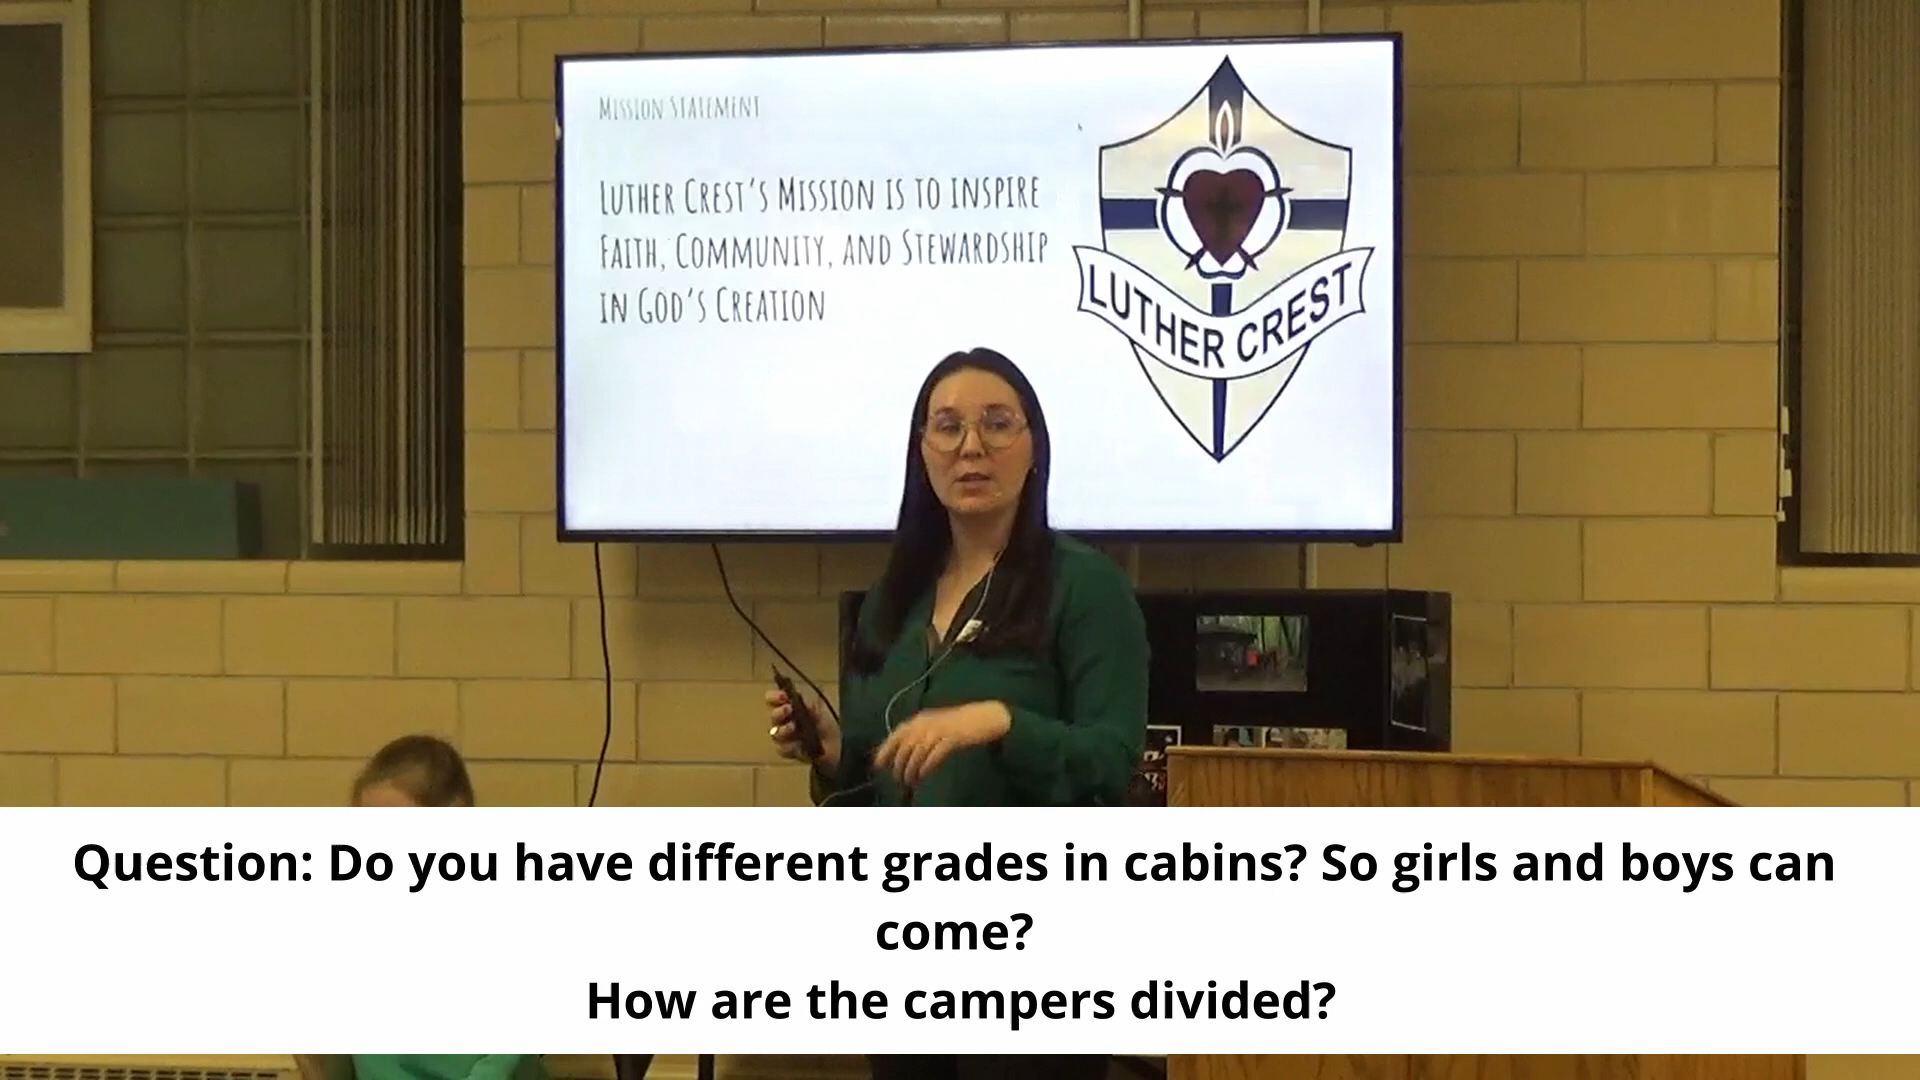 MISSION STATEMENT
LUTHER CREST'S MISSION IS TO INSPIRE
FAITH, COMMUNITY, AND STEWARDSHIP
IN GOD'S CREATION
LUTHER CREST
Question: Do you have different grades in cabins? So girls and boys can
come?
How are the campers divided?